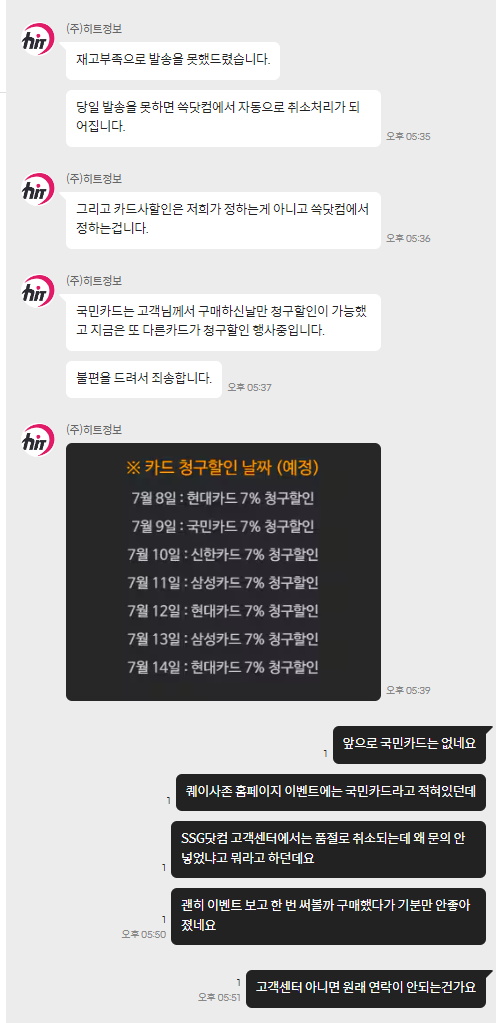 (주)히트정보
hit
재고부족으로 발송을 못했드렸습니다.
당일 발송을 못하면 쓱닷컴에서 자동으로 취소처리가 되
어집니다.
오후 05:35
(주)히트정보
hit
그리고 카드사할인은 저희가 정하는게 아니고 쓱닷컴에서
정하는겁니다.
오후 05:36
(주)히트정보
hit
국민카드는 고객님께서 구매하신날만 청구할인이 가능했
고 지금은 또 다른카드가 청구할인 행사중입니다.
불편을 드려서 죄송합니다.
오후 05:37
(주)히트정보
hit
※ 카드 청구할인 날짜 (예정)
7월 8일 : 현대카드 7% 청구할인
7월 9일 : 국민카드 7% 청구할인
7월 10일 : 신한카드 7% 청구할인
7월 11일 : 삼성카드 7% 청구할인
7월 12일 : 현대카드 7% 청구할인
7월 13일 : 삼성카드 7% 청구할인
7월 14일 : 현대카드 7% 청구할인
오후 05:39
앞으로 국민카드는 없네요
1
퀘이사존 홈페이지 이벤트에는 국민카드라고 적혀있던데
1
SSG닷컴 고객센터에서는 품절로 취소되는데 왜 문의 안
넣었냐고 뭐라고 하던데요
1
괜히 이벤트 보고 한 번 써볼까 구매했다가 기분만 안좋아
졌네요
1
오후 05:50
고객센터 아니면 원래 연락이 안되는건가요
1
오후 05:51